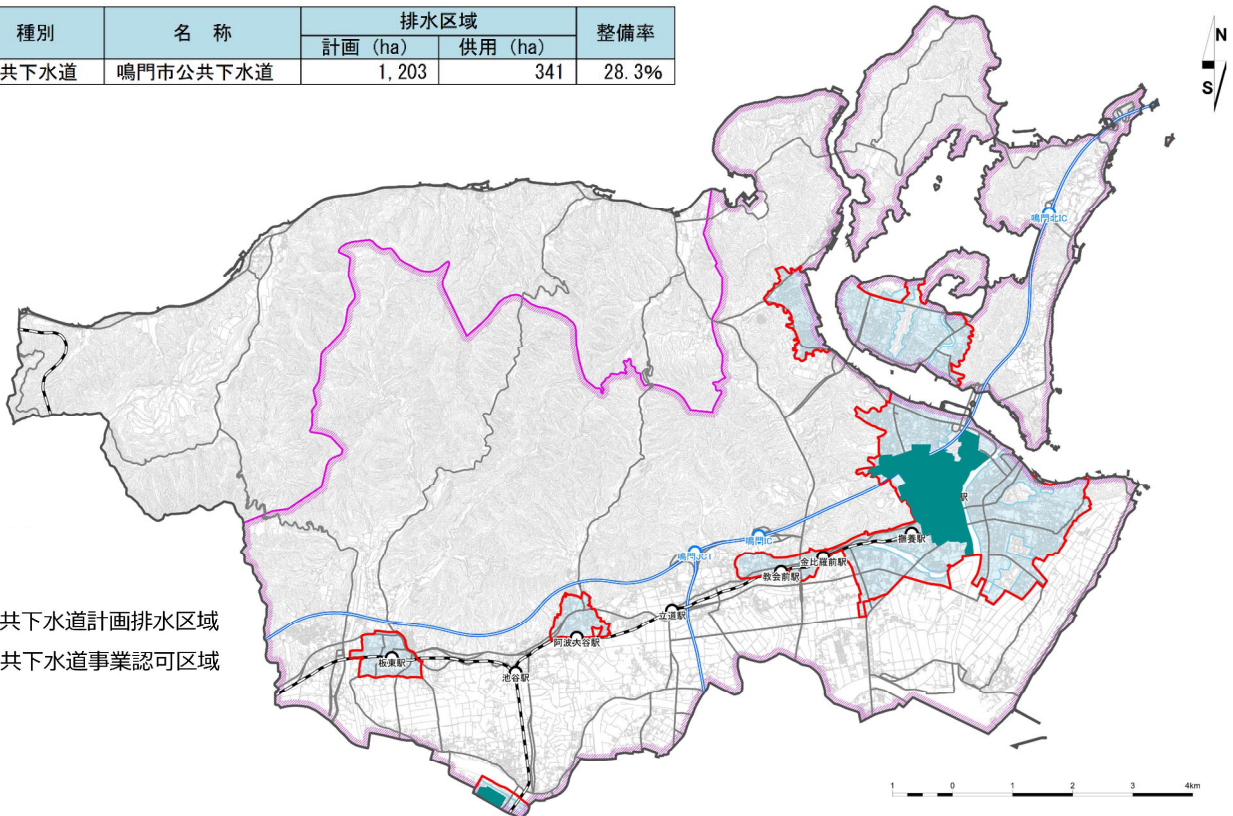 種別 名 称 排水区域 整備率
計画（ha） 供用（ha）
共下水道 鳴門市公共下水道 1,203 341 28.3%
N
S
鳴門北IC
駅
撫養駅
鳴門IC
鳴門JCT
金比羅前駅
教会前駅
立道駅
共下水道計画排水区域
阿波大谷駅
共下水道事業認可区域
板東駅
池谷駅
1 0 1 2 3 4km